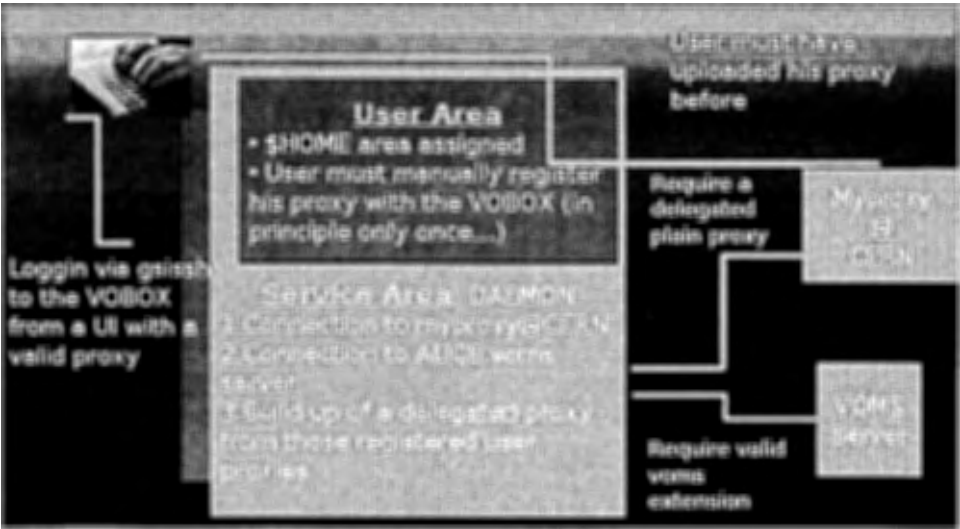 User must have
uploaded his proxy
before
User Area
• $HOME area assigned
• User must manually register
his proxy with the VOBOX (in
principle only once....)
Require a
delegated
plain proxy
Myproxy
@
CERN
Loggin via gsissh
to the VOBOX
from a UI with a
valid proxy
Service Area DAEMON
1.Connection to myproxy@CERN
2.Connection to ALICE voms
server
3.Build up of a delegated proxy
from those registered user
proxies
VOMS
Server
Require valid
voms
extension